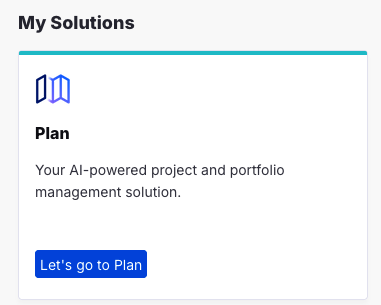 My Solutions
Plan
Your AI-powered project and portfolio
management solution.
Let's go to Plan